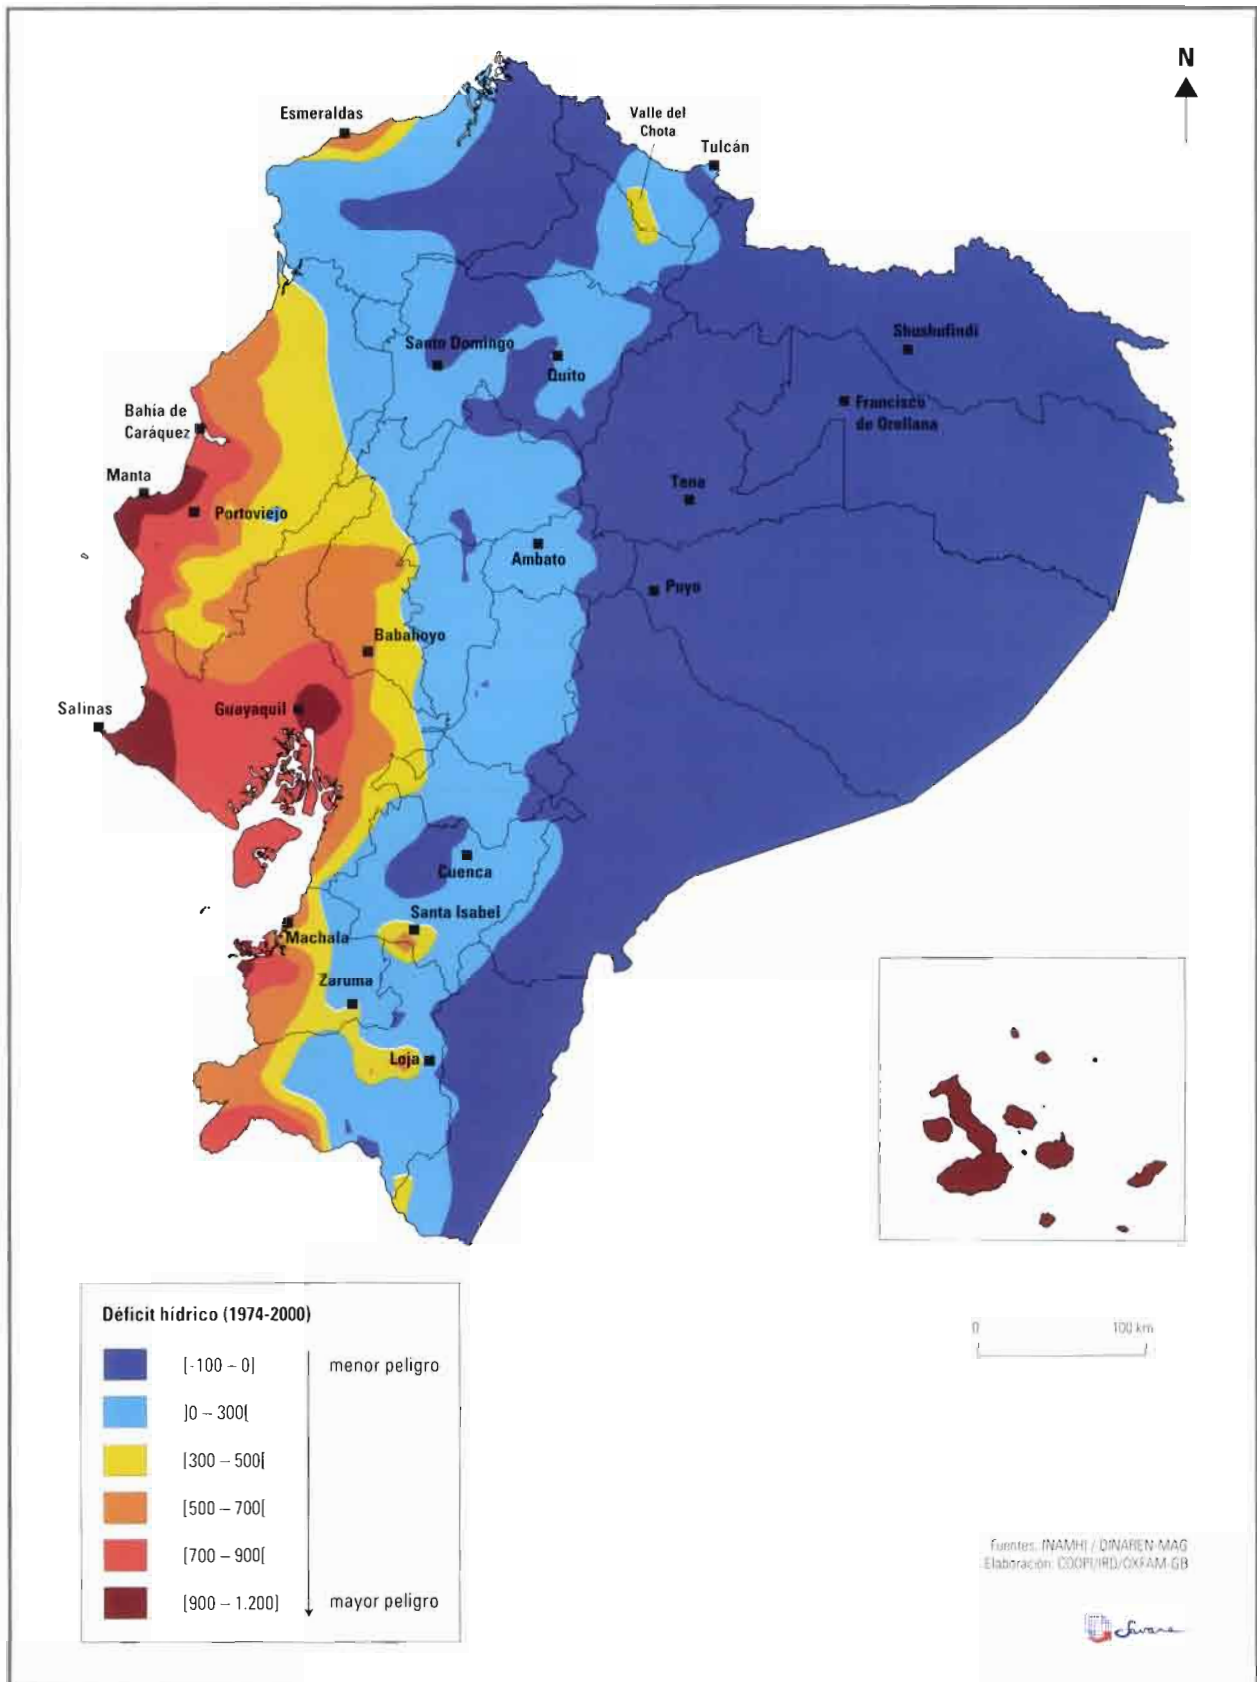 N
Esmeraldas
Valle del
Chota
Tulcán
Shushufindi
Santo Domingo
Quito
Francisco
de Orellana
Bahía de
Caráquez
Manta
Tena
Portoviejo
Ambato
Puyo
Babahoyo
Salinas
Guayaquil
Cuenca
Santa Isabel
Machala
Zaruma
Loja
Déficit hídrico (1974-2000)
[-100 – 0]
menor peligro
]0 – 300[
[300 – 500[
[500 – 700[
[700 – 900[
[900 – 1.200]
mayor peligro
0 100 km
Fuentes: INAMHI / DINAREN-MAG
Elaboración: COOPI/IRD/OXFAM-GB
Savane